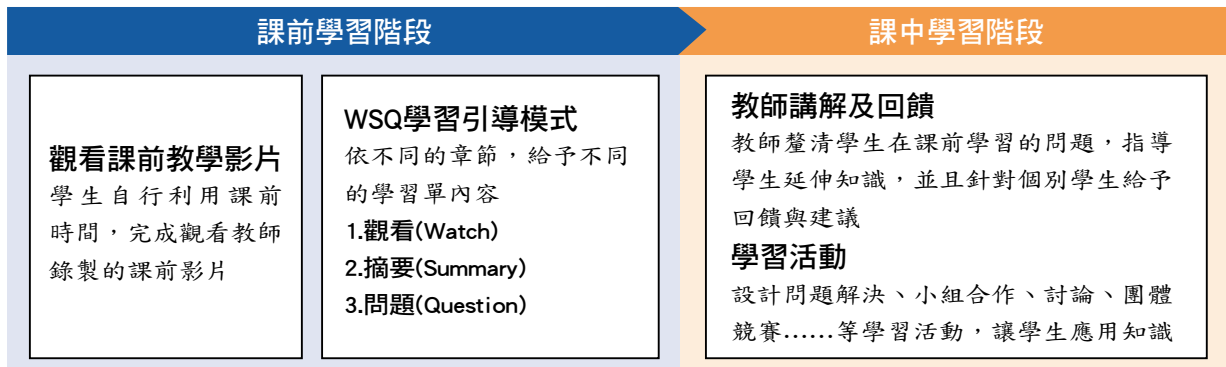 課前學習階段
課中學習階段
觀看課前教學影片
學生自行利用課前
時間，完成觀看教師
錄製的課前影片
WSQ學習引導模式
依不同的章節，給予不同
的學習單內容
1.觀看(Watch)
2.摘要(Summary)
3.問題(Question)
教師講解及回饋
教師釐清學生在課前學習的問題，指導
學生延伸知識，並且針對個別學生給予
回饋與建議
學習活動
設計問題解決、小組合作、討論、團體
競賽......等學習活動，讓學生應用知識